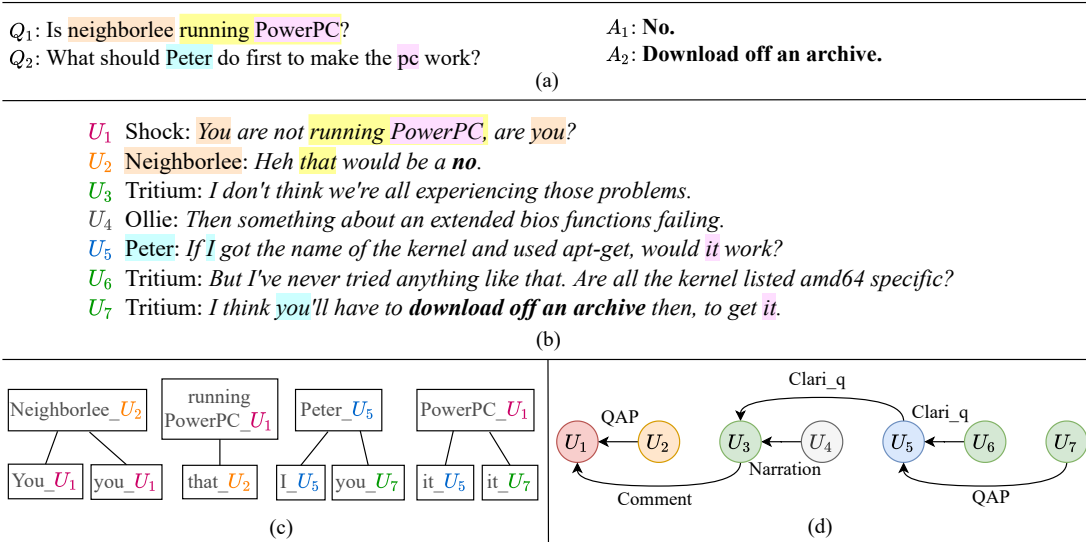 Q1: Is neighborlee running PowerPC?
A1: No.
Q2: What should Peter do first to make the pc work?
A2: Download off an archive.
(a)
U1 Shock: You are not running PowerPC, are you?
U2 Neighborlee: Heh that would be a no.
U3 Tritium: I don't think we're all experiencing those problems.
U4 Ollie: Then something about an extended bios functions failing.
U5 Peter: If I got the name of the kernel and used apt-get, would it work?
U6 Tritium: But I've never tried anything like that. Are all the kernel listed amd64 specific?
U7 Tritium: I think you'll have to download off an archive then, to get it.
(b)
Neighborlee_U2
You_U1 you_U1
running
PowerPC_U1
that_U2
Peter_U5
I_U5 you_U7
PowerPC_U1
it_U5 it_U7
(c)
Clari_q
QAP
Clari_q
U1 U2 U3 U4 U5 U6 U7
Narration
Comment
QAP
(d)